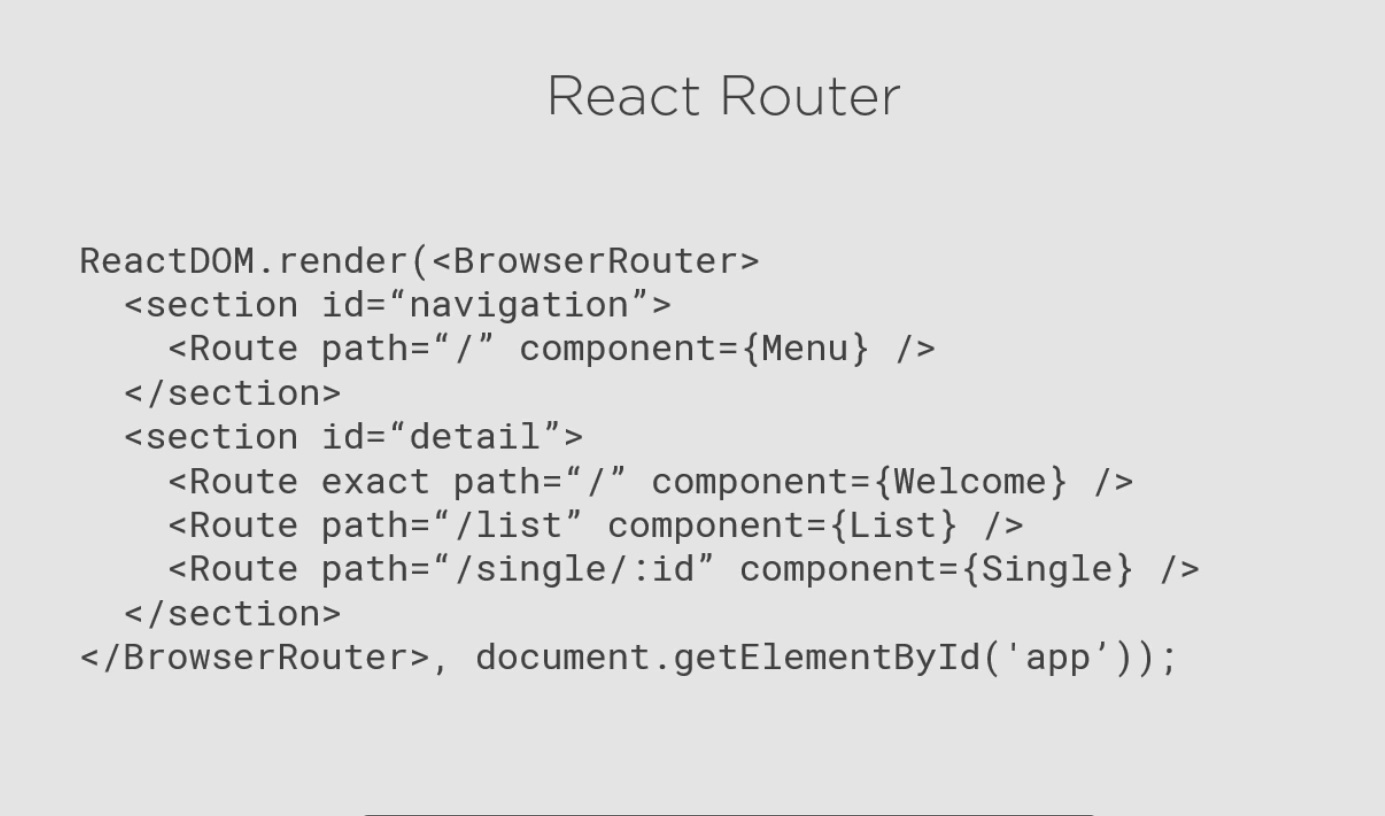 React Router
ReactDOM.render(<BrowserRouter>
  <section id=“navigation”>
    <Route path=“/” component={Menu} />
  </section>
  <section id=“detail”>
    <Route exact path=“/” component={Welcome} />
    <Route path=“/list” component={List} />
    <Route path=“/single/:id” component={Single} />
  </section>
</BrowserRouter>, document.getElementById('app’));